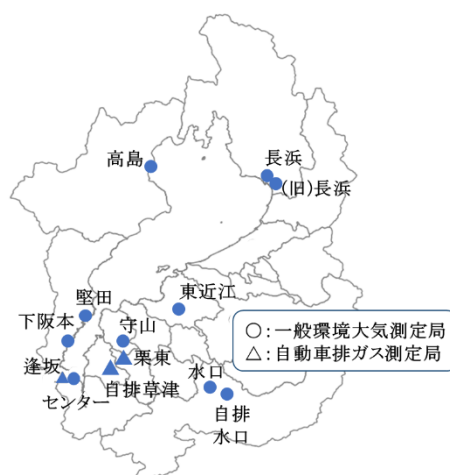 高島
長浜
(旧)長浜
堅田
東近江
下阪本
守山
○:一般環境大気測定局
△:自動車排ガス測定局
逢坂
栗東
水口
センター
自排草津
自排
水口